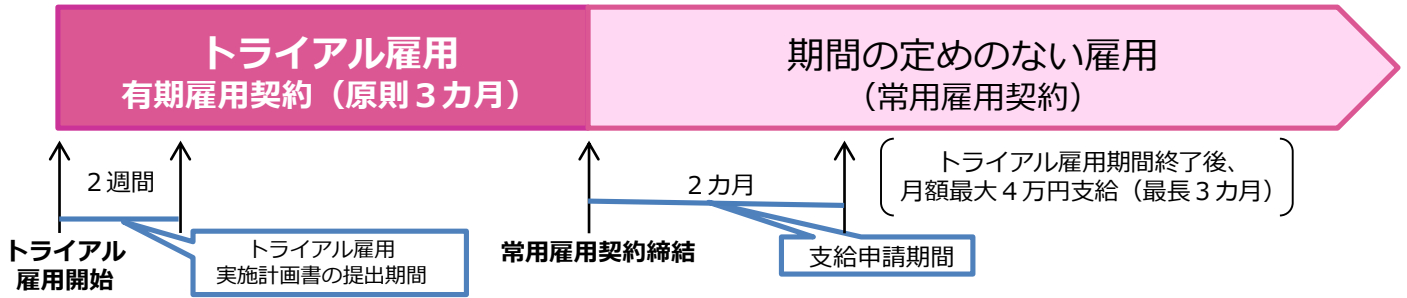 トライアル雇用
有期雇用契約（原則３カ月）
期間の定めのない雇用
（常用雇用契約）
２週間
２カ月
トライアル雇用期間終了後、
月額最大４万円支給（最長３カ月）
トライアル
雇用開始
トライアル雇用
実施計画書の提出期間
常用雇用契約締結
支給申請期間